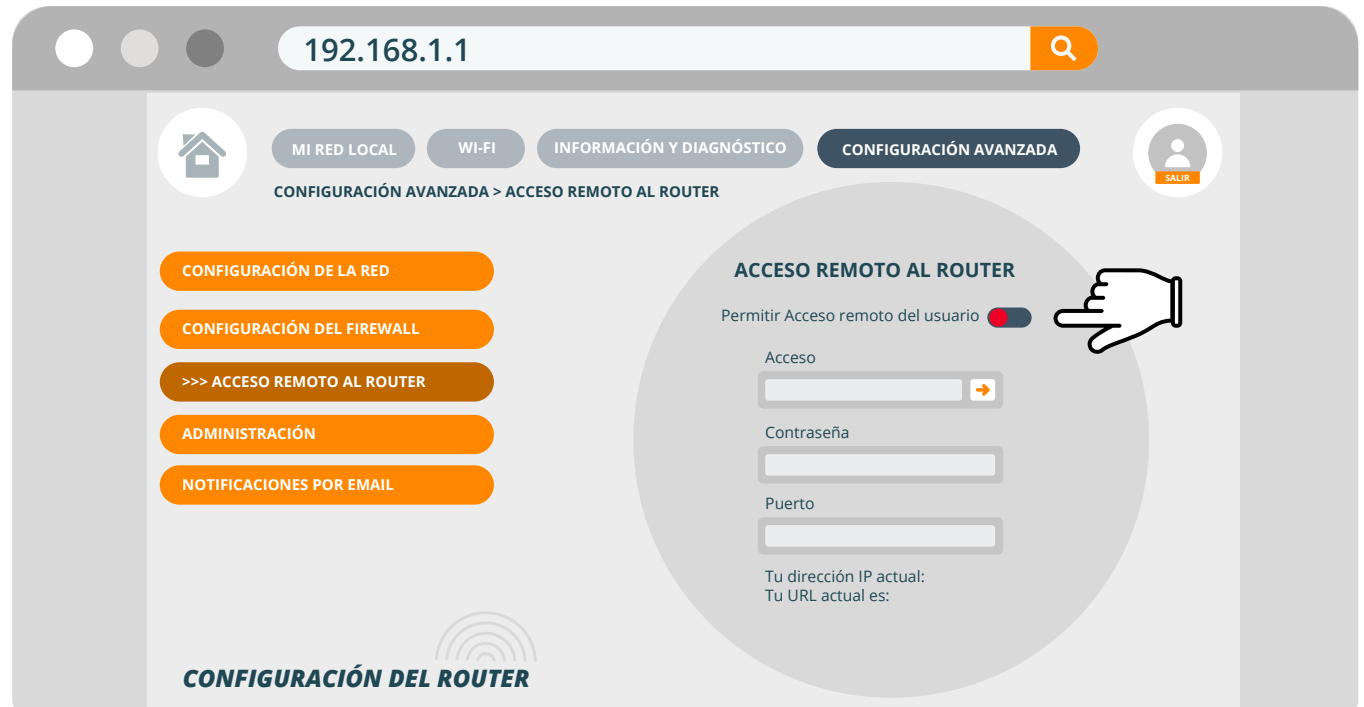 192.168.1.1
MI RED LOCAL
WI-FI
INFORMACIÓN Y DIAGNÓSTICO
CONFIGURACIÓN AVANZADA
SALIR
CONFIGURACIÓN AVANZADA > ACCESO REMOTO AL ROUTER
CONFIGURACIÓN DE LA RED
CONFIGURACIÓN DEL FIREWALL
>>> ACCESO REMOTO AL ROUTER
ADMINISTRACIÓN
NOTIFICACIONES POR EMAIL
ACCESO REMOTO AL ROUTER
Permitir Acceso remoto del usuario
Acceso
Contraseña
Puerto
Tu dirección IP actual:
Tu URL actual es:
CONFIGURACIÓN DEL ROUTER